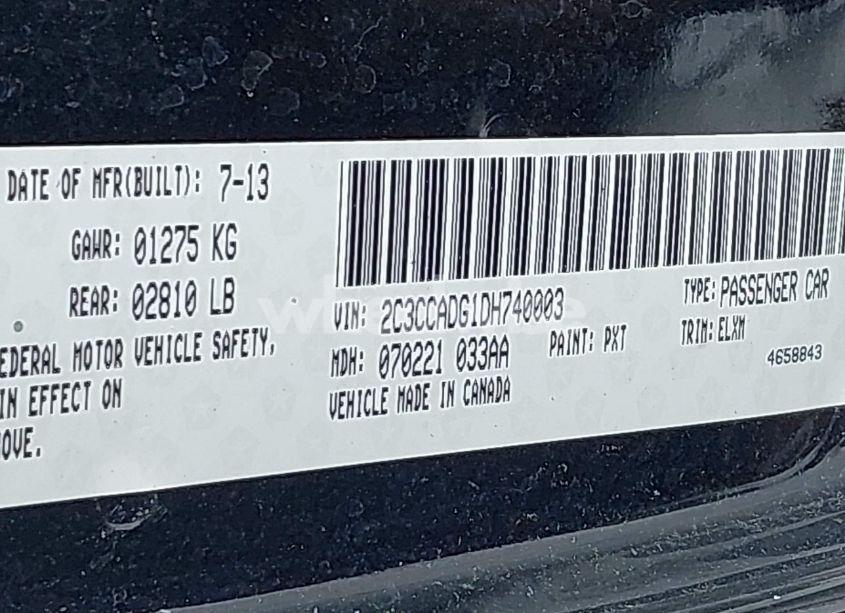 DATE OF MFR(BUILT): 7-13
GAWR: 01275 KG
REAR: 02810 LB
EDERAL MOTOR VEHICLE SAFETY,
IN EFFECT ON
OVE.
VIN: 2C3CCADG1DH740003
TYPE: PASSENGER CAR
MDH: 070221 033AA
PAINT: PXT
TRIM: ELXM
VEHICLE MADE IN CANADA
4658843